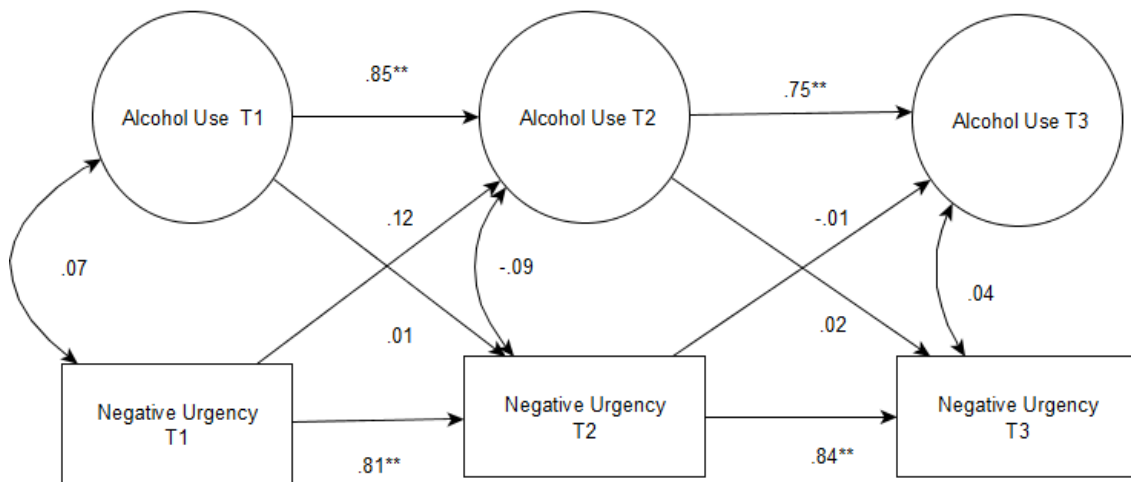 Alcohol Use T1
.85**
Alcohol Use T2
.75**
Alcohol Use T3
.07
.12
-.09
-.01
.04
.01
.02
Negative Urgency
T1
.81**
Negative Urgency
T2
.84**
Negative Urgency
T3